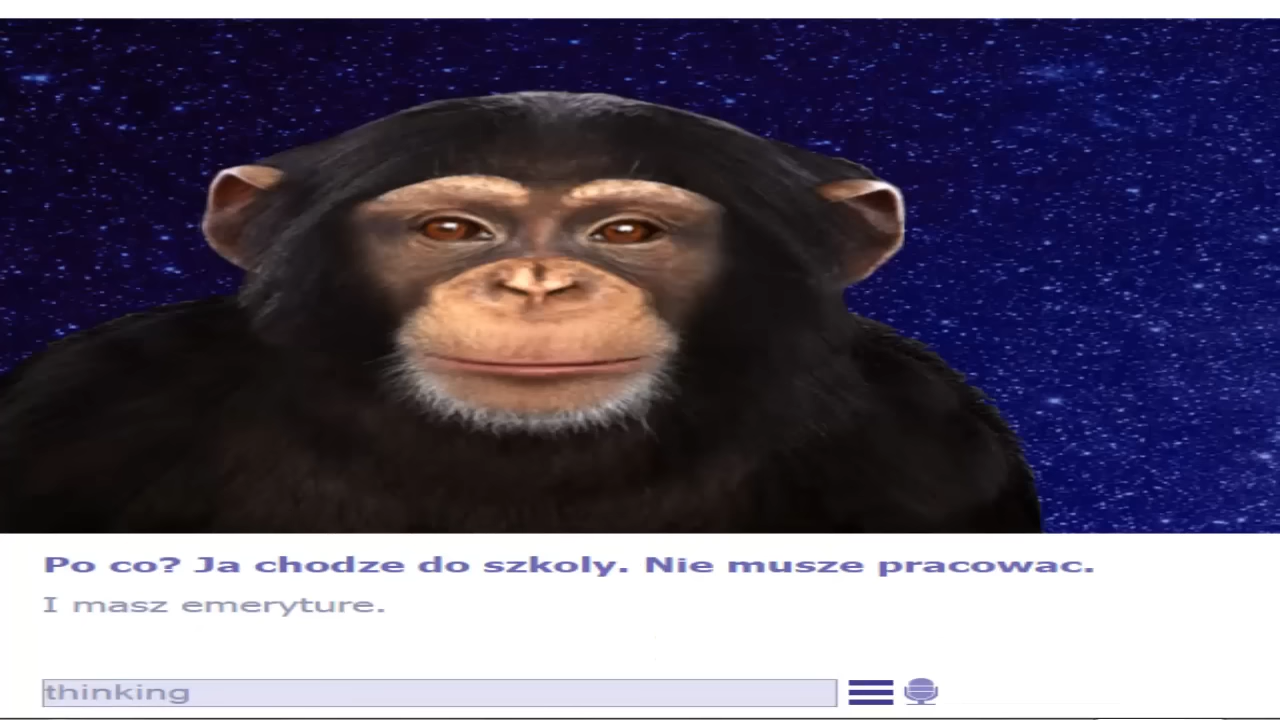 Po co? Ja chodze do szkoly. Nie musze pracowac.
I masz emeryture.
thinking